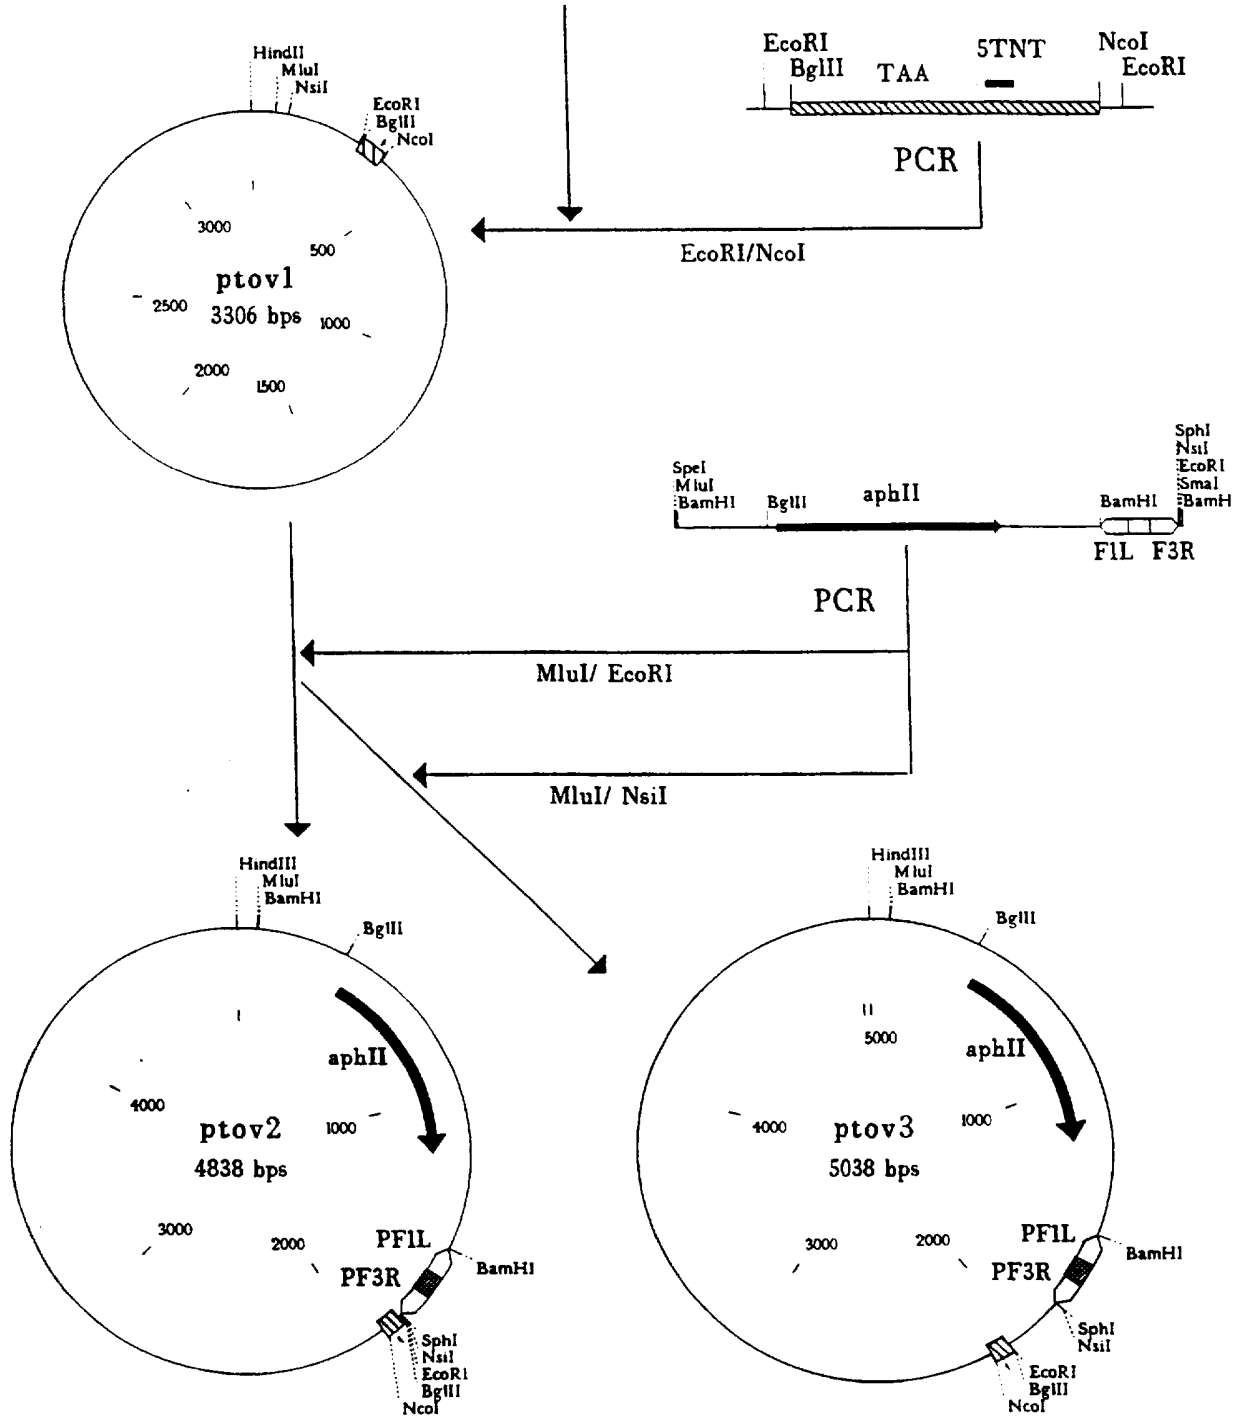 HindII
MluI
NsiI
EcoRI
BglII
NcoI
3000
500
ptov1
2500
3306 bps
1000
2000
1500
EcoRI
BglII
TAA
5TNT
NcoI
EcoRI
PCR
EcoRI/NcoI
SpeI
MluI
BamHI
BglII
aphII
BamHI
SphI
NsiI
EcoRI
SmaI
BamH
F1L
F3R
PCR
MluI/ EcoRI
MluI/ NsiI
HindIII
MluI
BamHI
BglII
aphII
4000
1000
ptov2
4838 bps
3000
2000
PF1L
PF3R
BamHI
SphI
NsiI
EcoRI
BglII
NcoI
HindIII
MluI
BamHI
BglII
5000
aphII
4000
1000
ptov3
5038 bps
3000
2000
PF1L
PF3R
BamHI
SphI
NsiI
EcoRI
BglII
NcoI